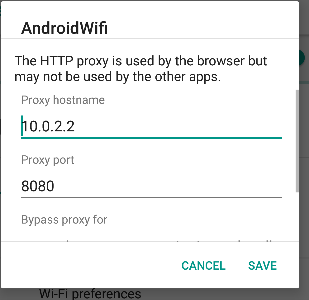 AndroidWifi
The HTTP proxy is used by the browser but
may not be used by the other apps.
Proxy hostname
10.0.2.2
Proxy port
8080
Bypass proxy for
CANCEL SAVE
Wi-Fi preferences